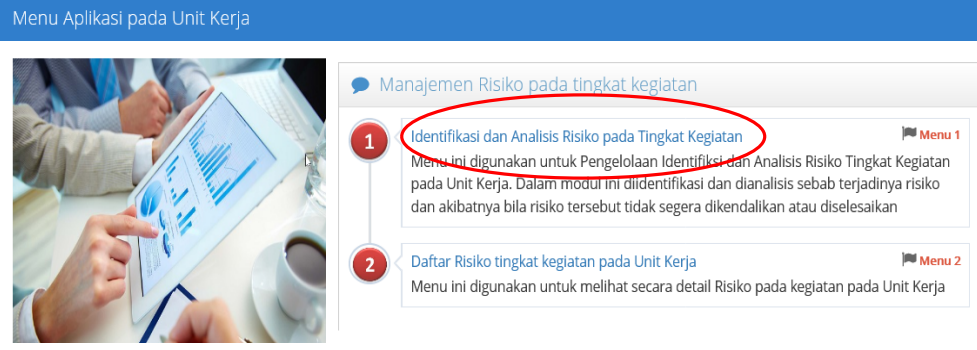 Menu Aplikasi pada Unit Kerja
Manajemen Risiko pada tingkat kegiatan
1
Identifikasi dan Analisis Risiko pada Tingkat Kegiatan
Menu 1
Menu ini digunakan untuk Pengelolaan Identifiksi dan Analisis Risiko Tingkat Kegiatan
pada Unit Kerja. Dalam modul ini diidentifikasi dan dianalisis sebab terjadinya risiko
dan akibatnya bila risiko tersebut tidak segera dikendalikan atau diselesaikan
2
Daftar Risiko tingkat kegiatan pada Unit Kerja
Menu 2
Menu ini digunakan untuk melihat secara detail Risiko pada kegiatan pada Unit Kerja